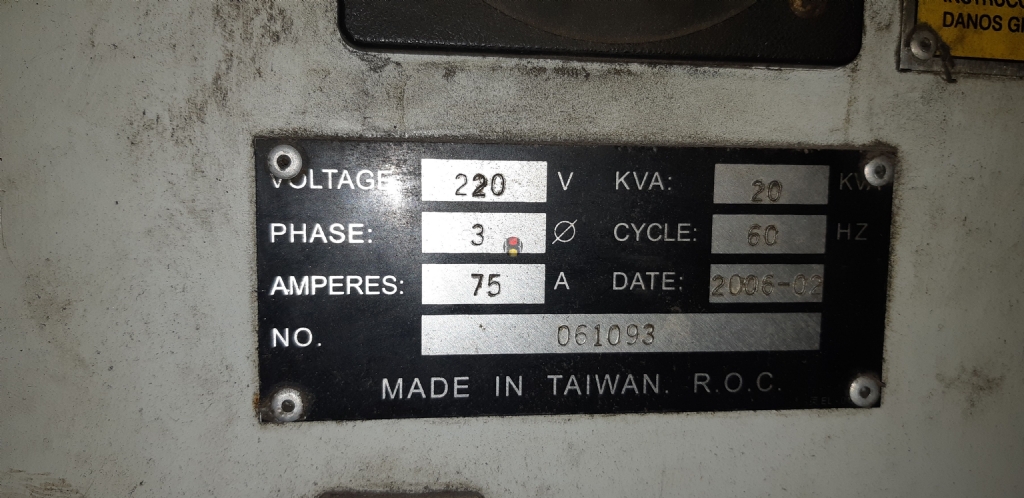 DANOS
VOLTAGE 220 V KVA: 20 KVA
PHASE: 3 Ø CYCLE: 60 HZ
AMPERES: 75 A DATE: 2006-02
NO. 061093
MADE IN TAIWAN. R.O.C.